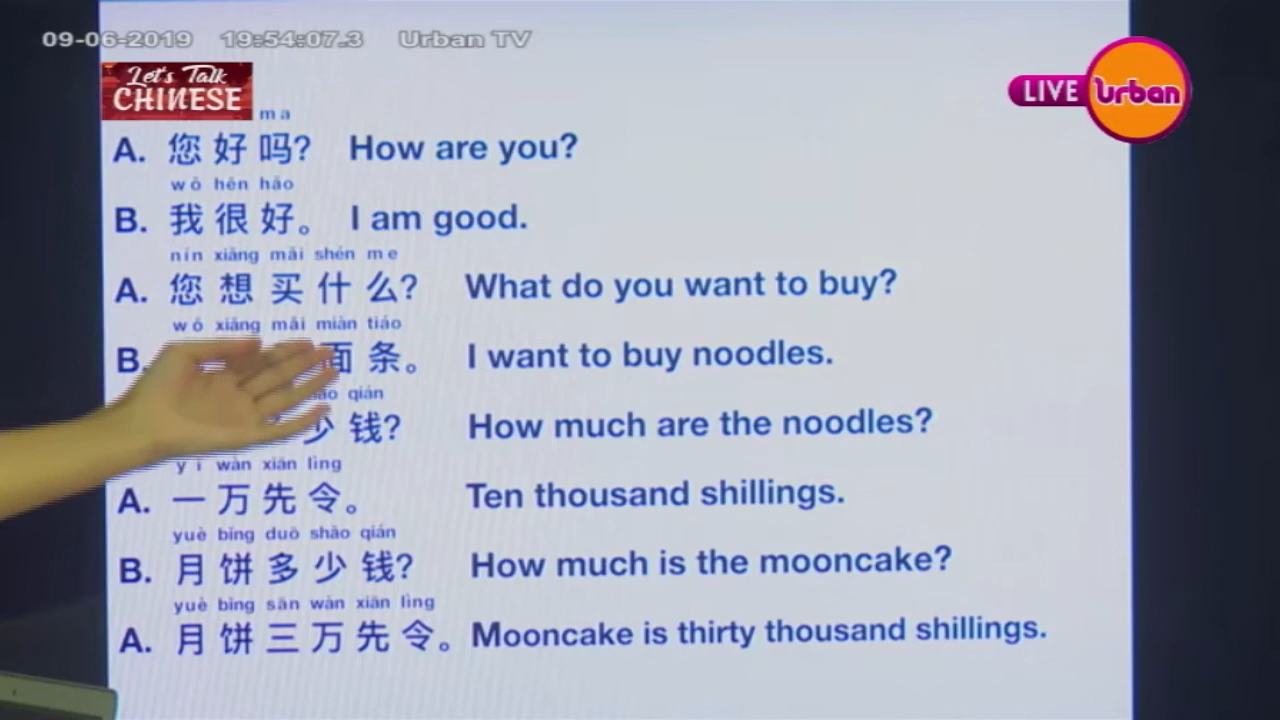 09-06-2019 19:54:07.3 Urban TV
Let's Talk
CHINESE
LIVE urban
ma
A. 您好吗? How are you?
wǒ hěn hǎo
B. 我很好。 I am good.
nín xiǎng mǎi shén me
A. 您想买什么? What do you want to buy?
wǒ xiǎng mǎi miàn tiáo
B. 面条。 I want to buy noodles.
qián
少钱? How much are the noodles?
yī wàn xiān lìng
A. 一万先令。 Ten thousand shillings.
yuè bǐng duō shǎo qián
B. 月饼多少钱? How much is the mooncake?
yuè bǐng sān wàn xiān lìng
A. 月饼三万先令。 Mooncake is thirty thousand shillings.